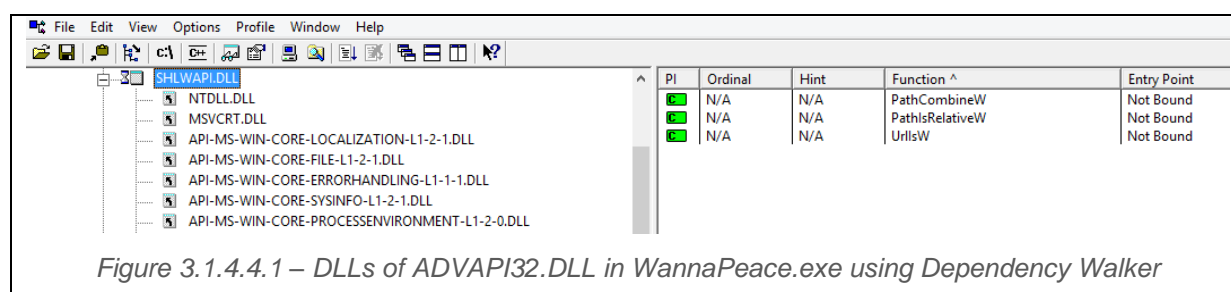 File Edit View Options Profile Window Help
C:\ C++
SHLWAPI.DLL
NTDLL.DLL
MSVCRT.DLL
API-MS-WIN-CORE-LOCALIZATION-L1-2-1.DLL
API-MS-WIN-CORE-FILE-L1-2-1.DLL
API-MS-WIN-CORE-ERRORHANDLING-L1-1-1.DLL
API-MS-WIN-CORE-SYSINFO-L1-2-1.DLL
API-MS-WIN-CORE-PROCESSENVIRONMENT-L1-2-0.DLL
PI Ordinal Hint Function ^ Entry Point
C N/A N/A PathCombineW Not Bound
C N/A N/A PathIsRelativeW Not Bound
C N/A N/A UrlIsW Not Bound
Figure 3.1.4.4.1 – DLLs of ADVAPI32.DLL in WannaPeace.exe using Dependency Walker